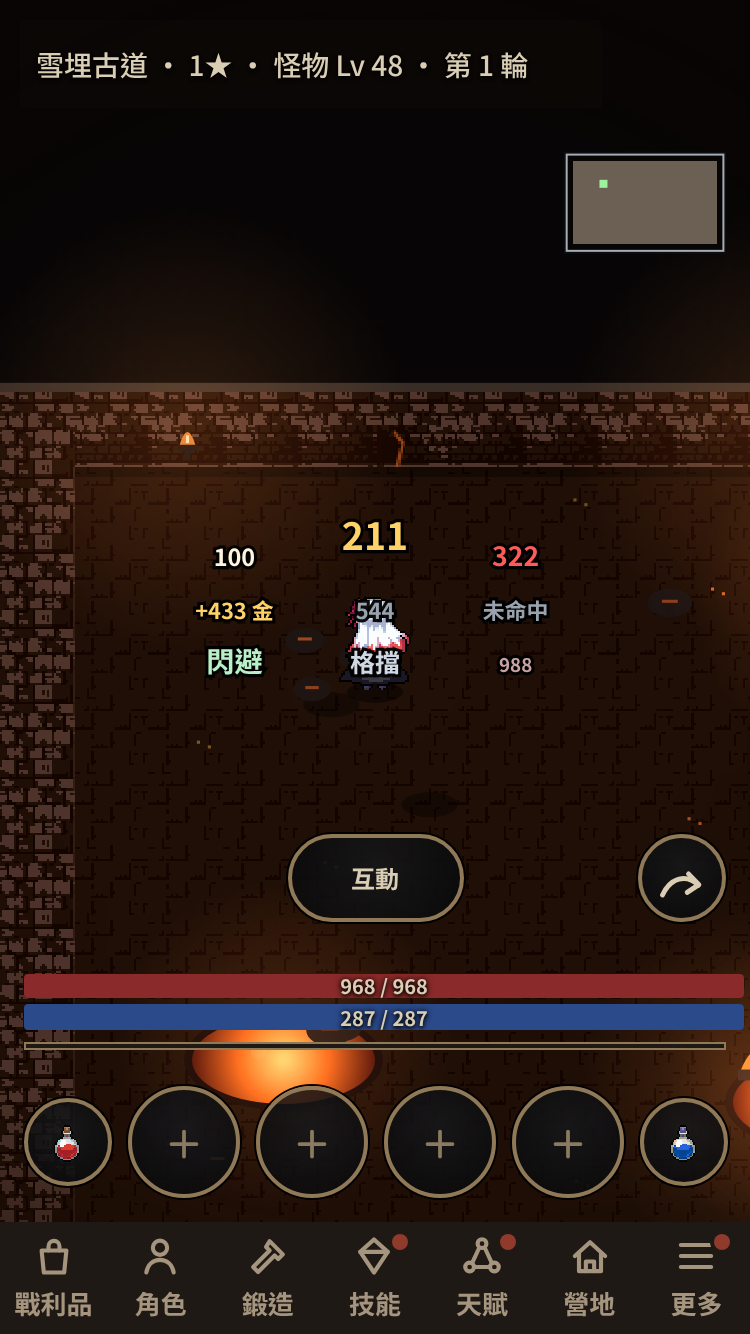 雪埋古道 • 1★ • 怪物 Lv 48 • 第 1 輪
211
100
322
+433 金
544
未命中
閃避
格擋
988
互動
968 / 968
287 / 287
戰利品 角色 鍛造 技能 天賦 營地 更多